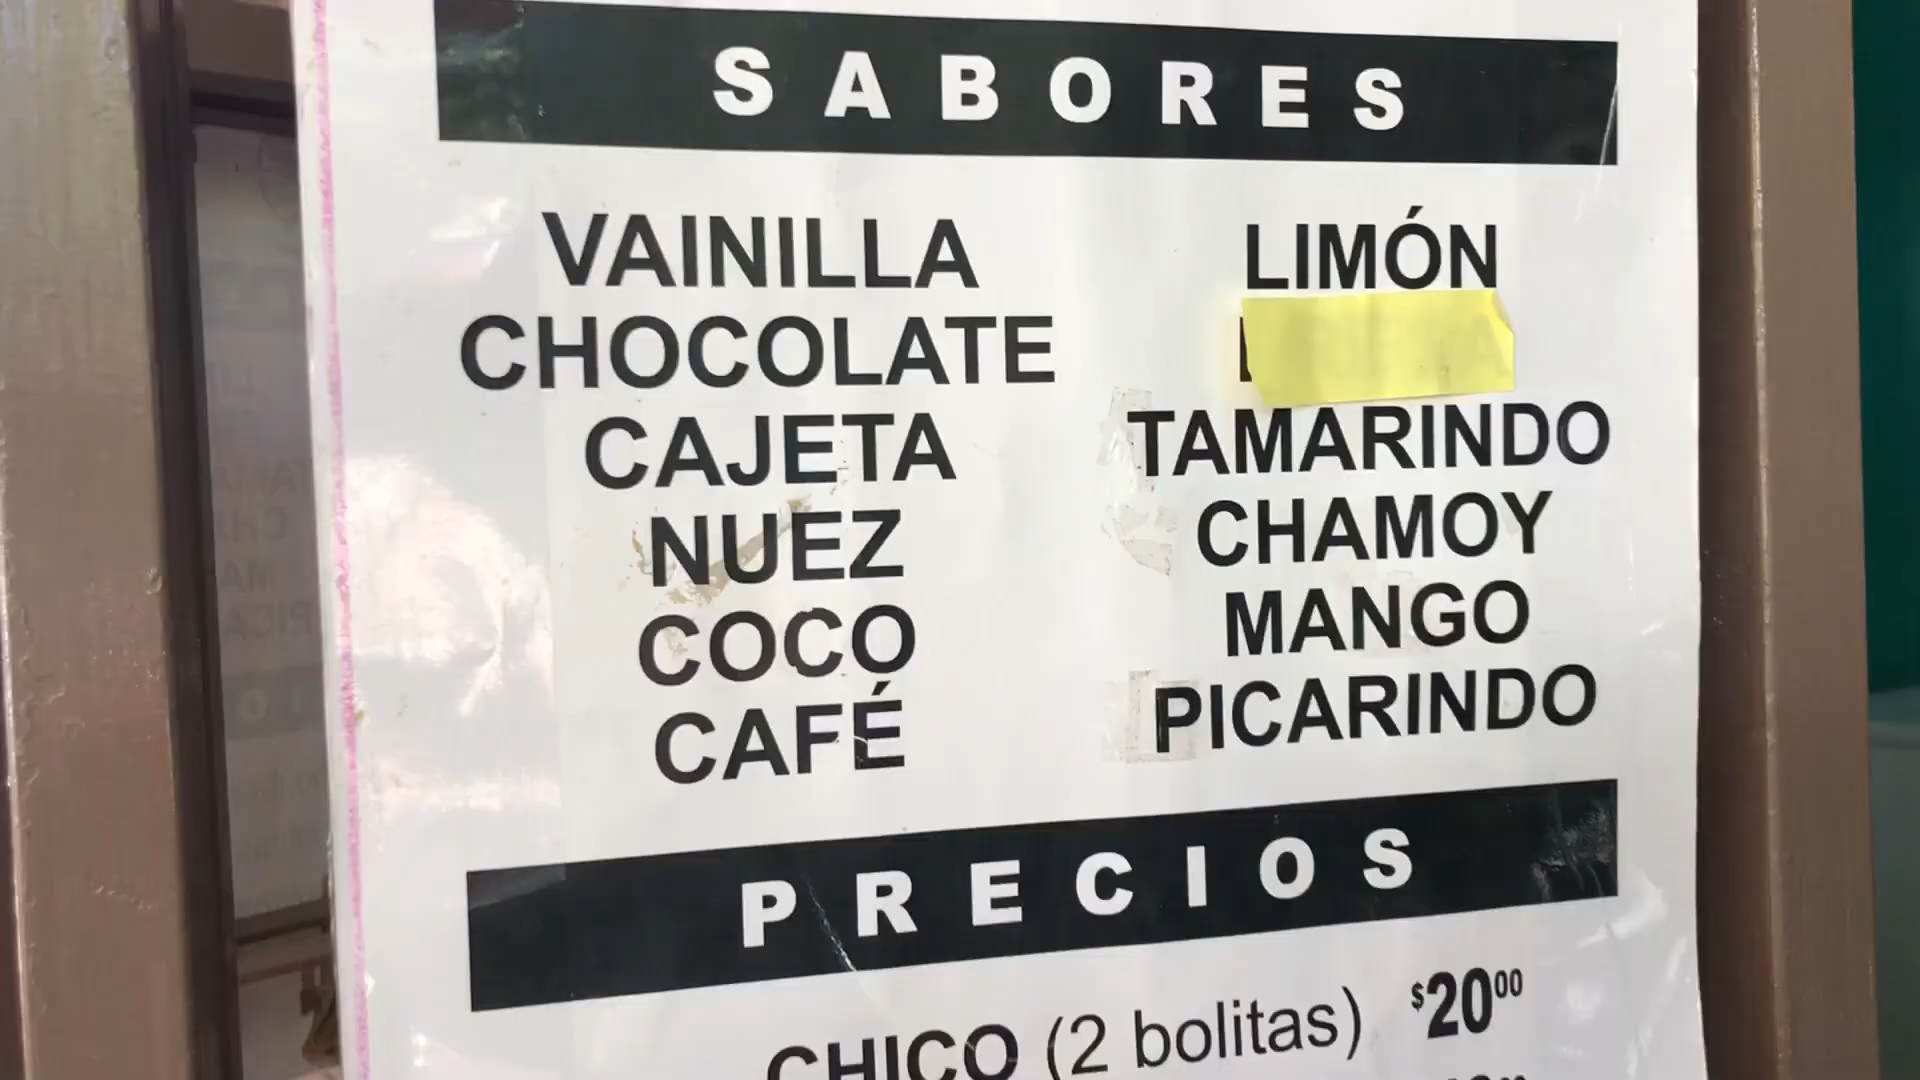 SABORES
VAINILLA
CHOCOLATE
CAJETA
NUEZ
COCO
CAFÉ
LIMÓN
TAMARINDO
CHAMOY
MANGO
PICARINDO
PRECIOS
CHICO (2 bolitas) $20.00